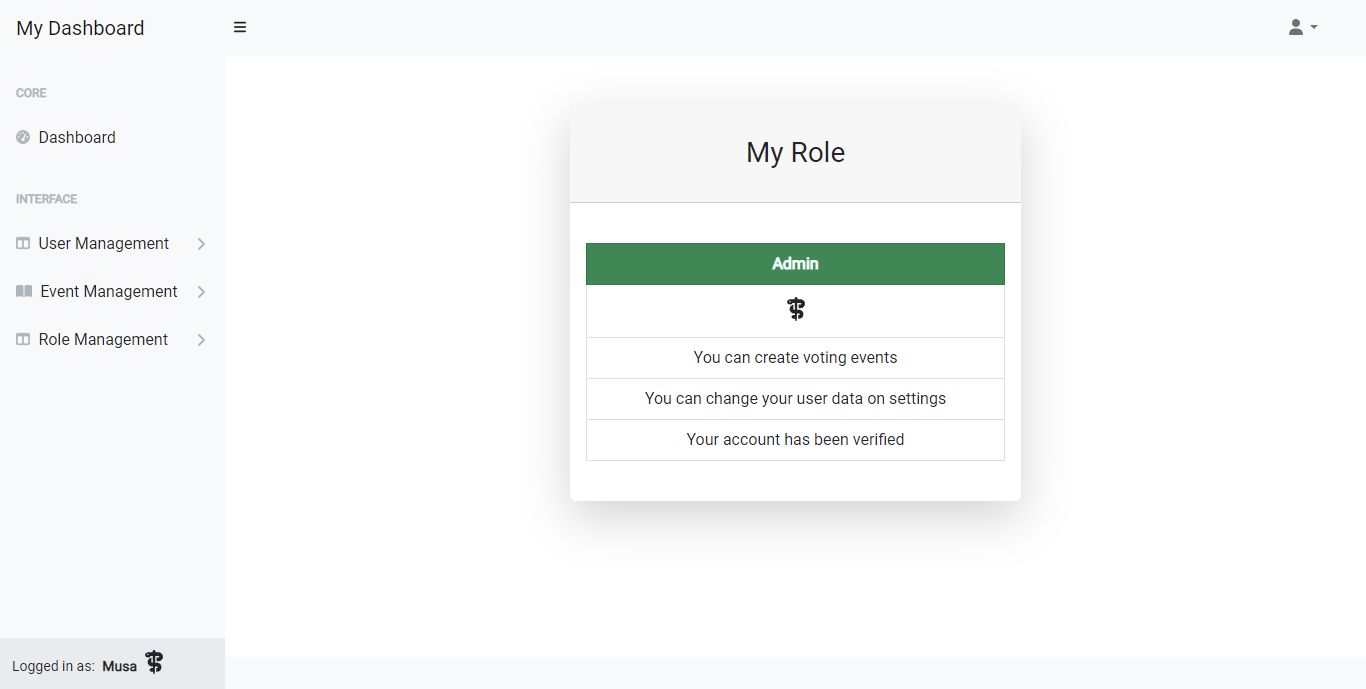 My Dashboard
CORE
Dashboard
INTERFACE
User Management
Event Management
Role Management
Logged in as: Musa
My Role
Admin
You can create voting events
You can change your user data on settings
Your account has been verified